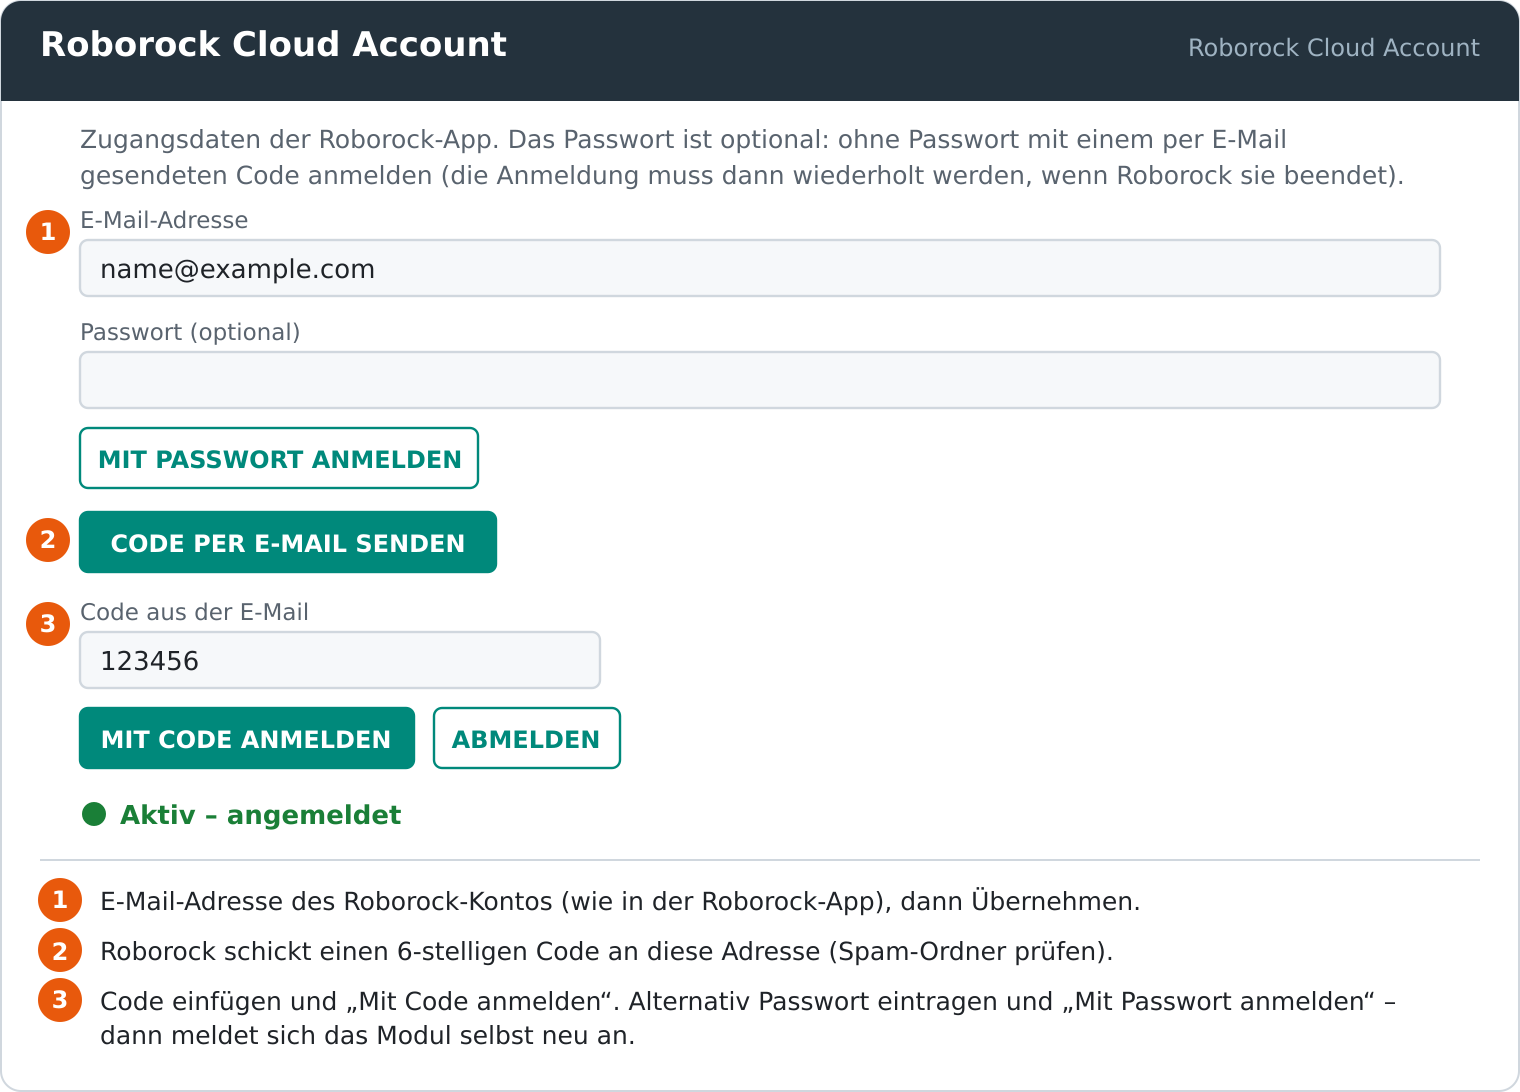 Roborock Cloud Account
Roborock Cloud Account
Zugangsdaten der Roborock-App. Das Passwort ist optional: ohne Passwort mit einem per E-Mail
gesendeten Code anmelden (die Anmeldung muss dann wiederholt werden, wenn Roborock sie beendet).
1 E-Mail-Adresse
name@example.com
Passwort (optional)
MIT PASSWORT ANMELDEN
2 CODE PER E-MAIL SENDEN
3 Code aus der E-Mail
123456
MIT CODE ANMELDEN ABMELDEN
Aktiv – angemeldet
1 E-Mail-Adresse des Roborock-Kontos (wie in der Roborock-App), dann Übernehmen.
2 Roborock schickt einen 6-stelligen Code an diese Adresse (Spam-Ordner prüfen).
3 Code einfügen und „Mit Code anmelden“. Alternativ Passwort eintragen und „Mit Passwort anmelden“ –
dann meldet sich das Modul selbst neu an.